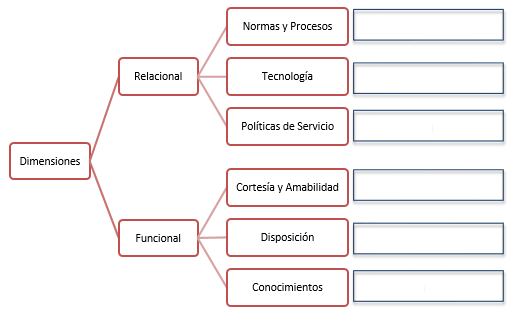 Normas y Procesos
Relacional
Tecnología
Políticas de Servicio
Dimensiones
Cortesía y Amabilidad
Funcional
Disposición
Conocimientos